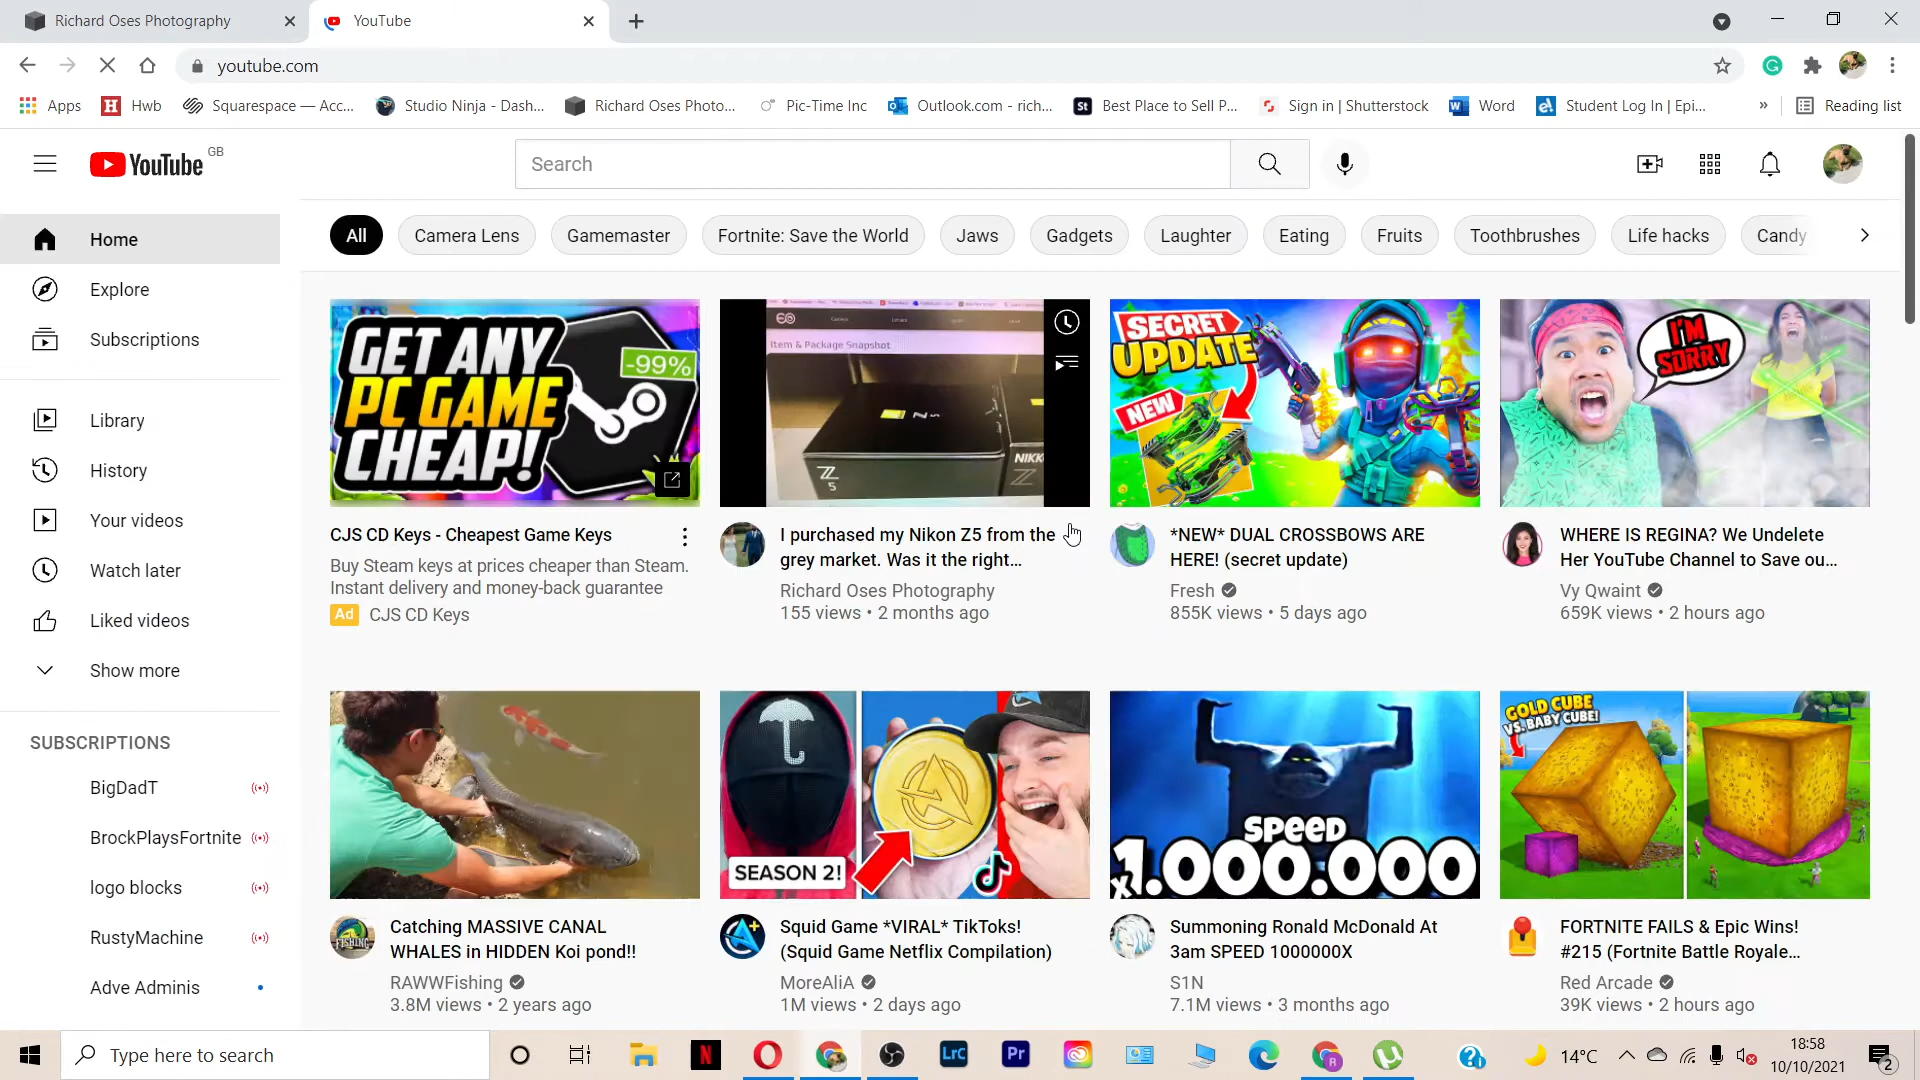 Richard Oses Photography
YouTube
youtube.com
Apps
Hwb
Squarespace — Acc...
Studio Ninja - Dash...
Richard Oses Photo...
Pic-Time Inc
Outlook.com - rich...
Best Place to Sell P...
Sign in | Shutterstock
Word
Student Log In | Epi...
»
Reading list
YouTube GB
Search
Home
Explore
Subscriptions
Library
History
Your videos
Watch later
Liked videos
Show more
SUBSCRIPTIONS
BigDadT
BrockPlaysFortnite
logo blocks
RustyMachine
Adve Adminis
All
Camera Lens
Gamemaster
Fortnite: Save the World
Jaws
Gadgets
Laughter
Eating
Fruits
Toothbrushes
Life hacks
Candy
GET ANY
PC GAME
CHEAP!
-99%
CJS CD Keys - Cheapest Game Keys
Buy Steam keys at prices cheaper than Steam.
Instant delivery and money-back guarantee
Ad CJS CD Keys
Item & Package Snapshot
Z
5
I purchased my Nikon Z5 from the
grey market. Was it the right...
Richard Oses Photography
155 views • 2 months ago
SECRET
UPDATE
NEW
*NEW* DUAL CROSSBOWS ARE
HERE! (secret update)
Fresh
855K views • 5 days ago
I'M
SORRY
WHERE IS REGINA? We Undelete
Her YouTube Channel to Save ou...
Vy Qwaint
659K views • 2 hours ago
Catching MASSIVE CANAL
WHALES in HIDDEN Koi pond!!
RAWWFishing
3.8M views • 2 years ago
SEASON 2!
Squid Game *VIRAL* TikToks!
(Squid Game Netflix Compilation)
MoreAliA
1M views • 2 days ago
SPEED
x1.000.000
Summoning Ronald McDonald At
3am SPEED 1000000X
S1N
7.1M views • 3 months ago
GOLD CUBE
VS. BABY CUBE!
FORTNITE FAILS & Epic Wins!
#215 (Fortnite Battle Royale...
Red Arcade
39K views • 2 hours ago
Type here to search
LrC
Pr
14°C
18:58
10/10/2021
2